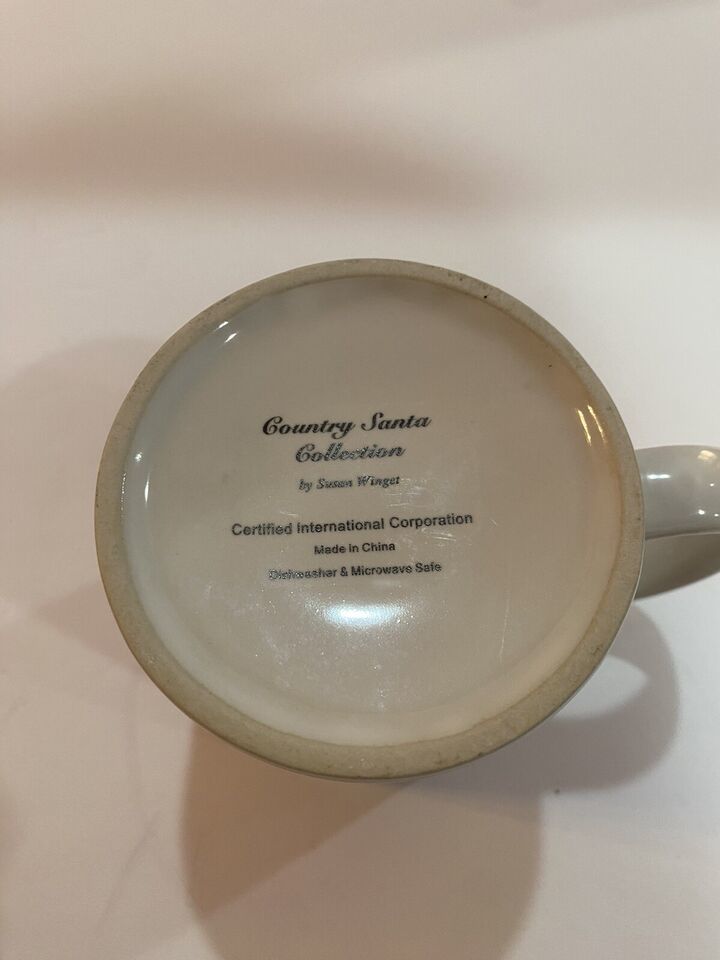 Country Santa
Collection
by Susan Winget
Certified International Corporation
Made in China
Dishwasher & Microwave Safe